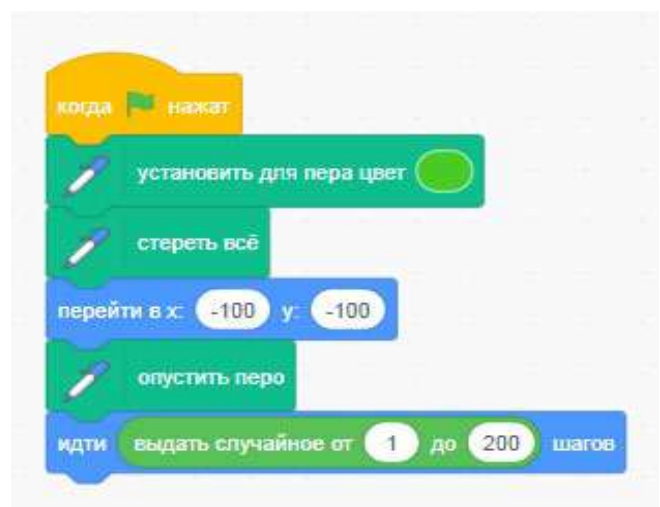 когда нажат
установить для пера цвет
стереть всё
перейти в x: -100 y: -100
опустить перо
идти выдать случайное от 1 до 200 шагов